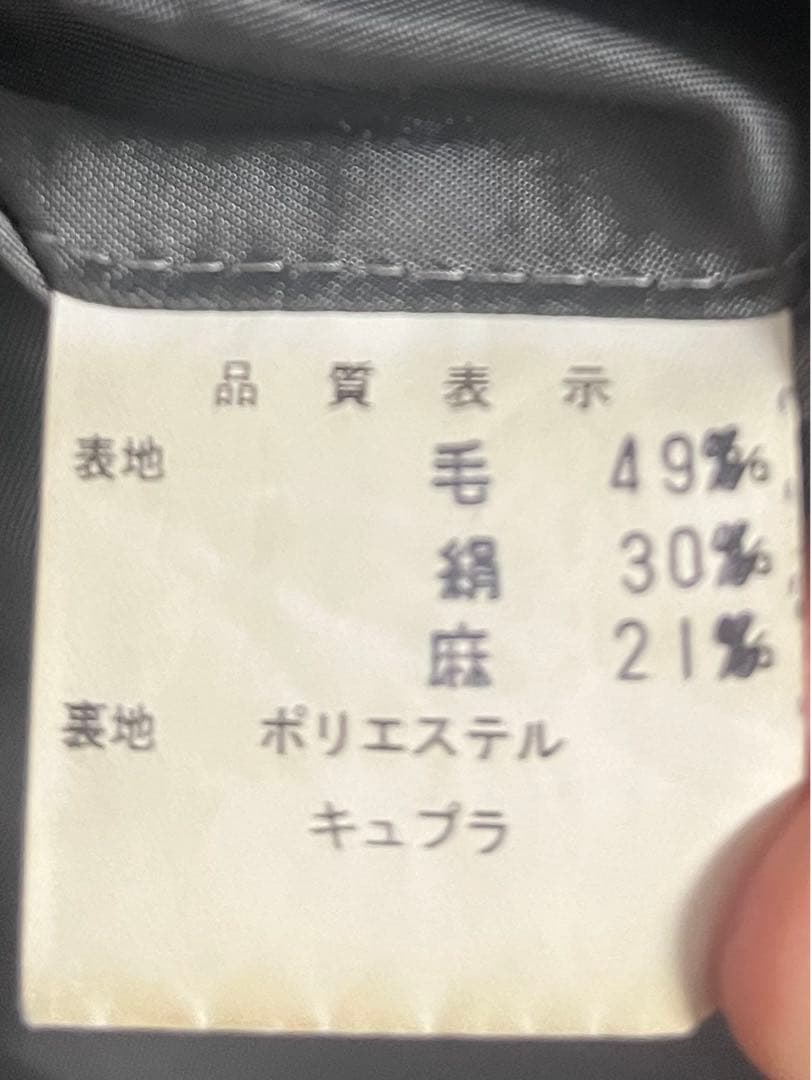 品質表示
表地 毛 49%
絹 30%
麻 21%
裏地 ポリエステル
キュプラ